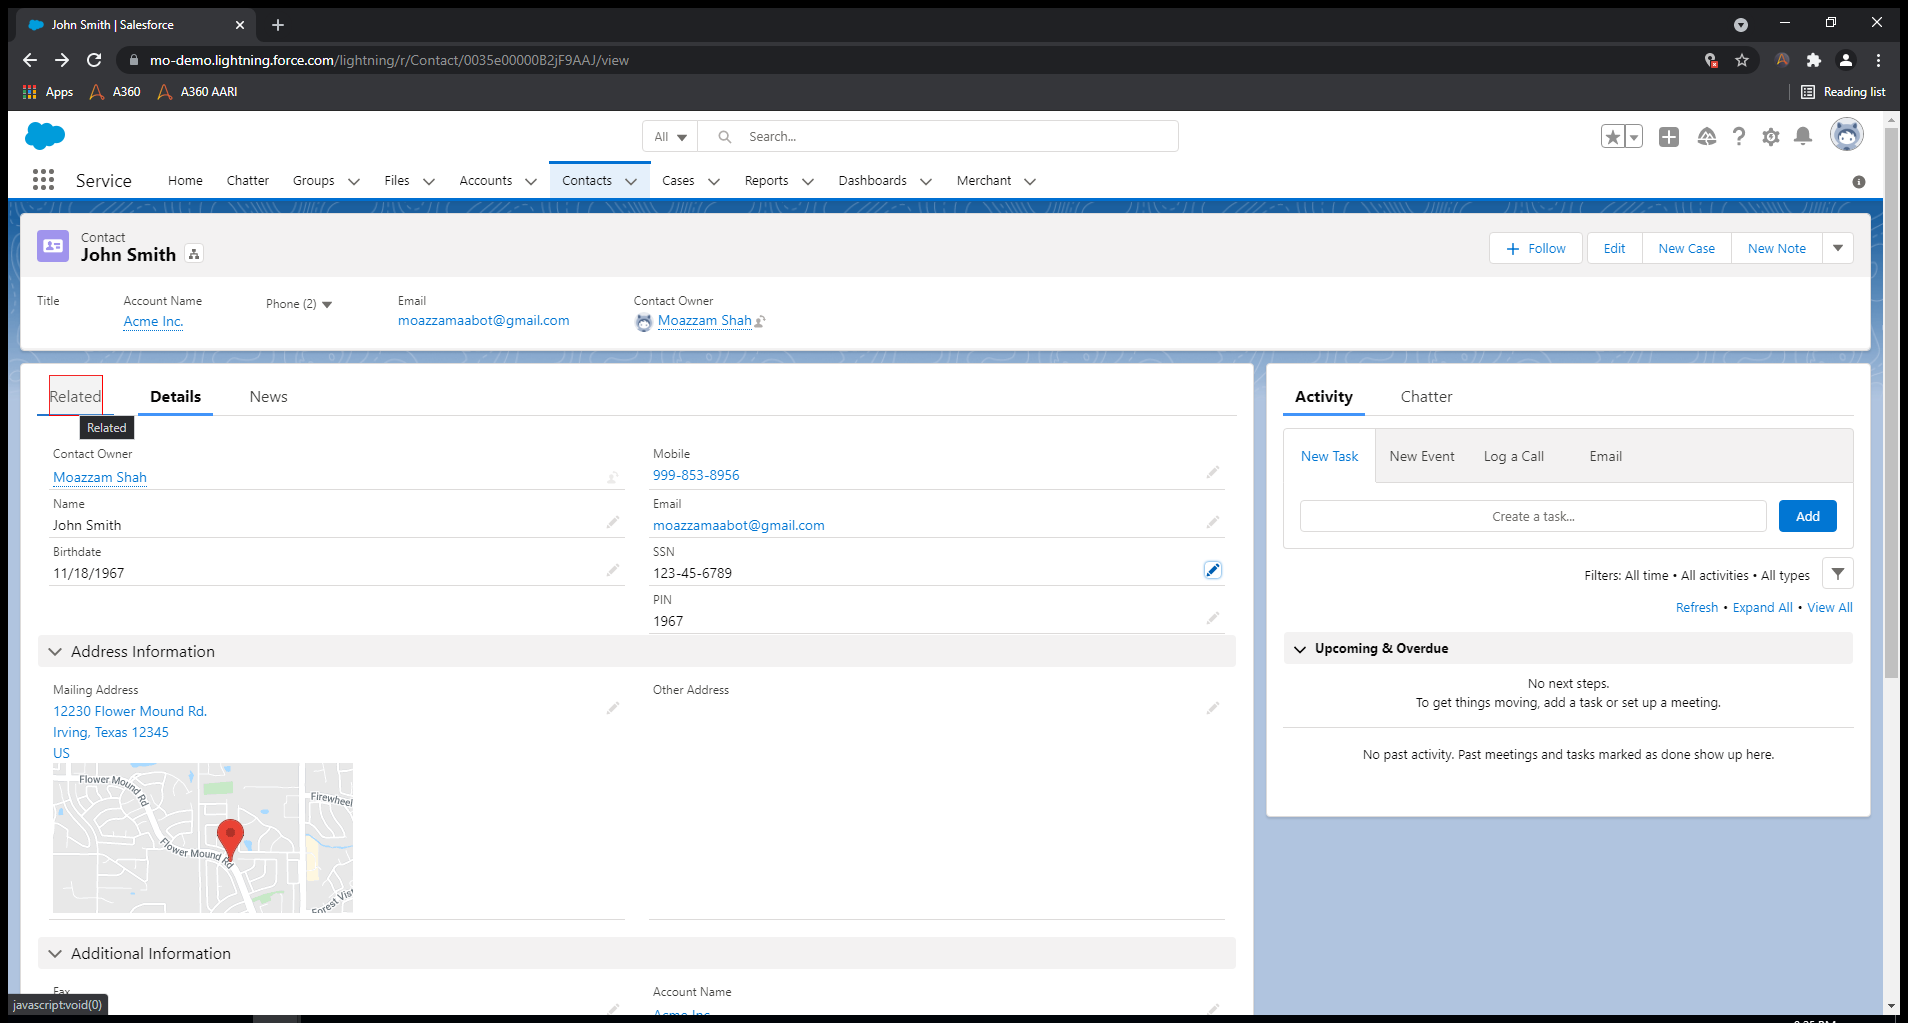 John Smith | Salesforce
mo-demo.lightning.force.com/lightning/r/Contact/0035e00000B2jF9AAJ/view
Apps A360 A360 AARI Reading list
All Search...
Service Home Chatter Groups Files Accounts Contacts Cases Reports Dashboards Merchant
Contact
John Smith
Follow Edit New Case New Note
Title Account Name Phone (2) Email Contact Owner
Acme Inc. moazzamaabot@gmail.com Moazzam Shah
Related Details News
Related
Contact Owner
Moazzam Shah
Name
John Smith
Birthdate
11/18/1967
Mobile
999-853-8956
Email
moazzamaabot@gmail.com
SSN
123-45-6789
PIN
1967
Address Information
Mailing Address
12230 Flower Mound Rd.
Irving, Texas 12345
US
Other Address
Flower Mound Rd
Flower Mound Rd
Firewheel
Forest Vis
Additional Information
Fax
Account Name
Acme Inc.
javascript:void(0)
Activity Chatter
New Task New Event Log a Call Email
Create a task... Add
Filters: All time • All activities • All types
Refresh • Expand All • View All
Upcoming & Overdue
No next steps.
To get things moving, add a task or set up a meeting.
No past activity. Past meetings and tasks marked as done show up here.